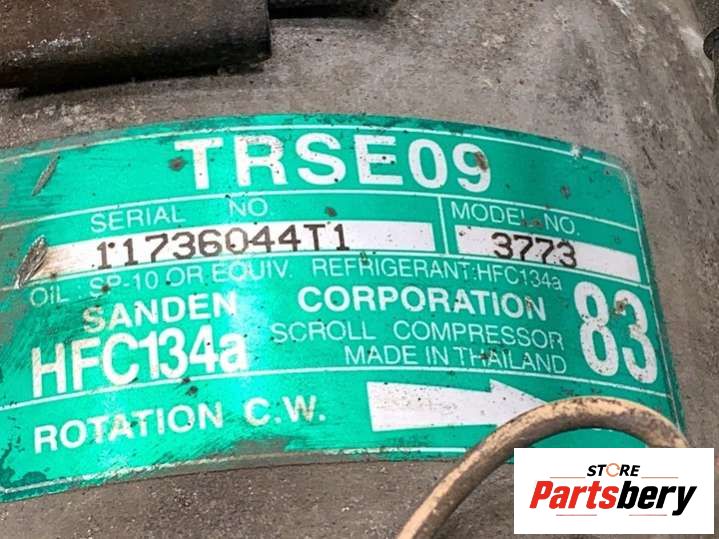 TRSE09
SERIAL NO
MODEL NO.
11736044T1
3773
OIL : SP-10 OR EQUIV. REFRIGERANT:HFC134a
SANDEN CORPORATION
83
HFC134a
SCROLL COMPRESSOR
MADE IN THAILAND
ROTATION C.W.
STORE
Partsbery